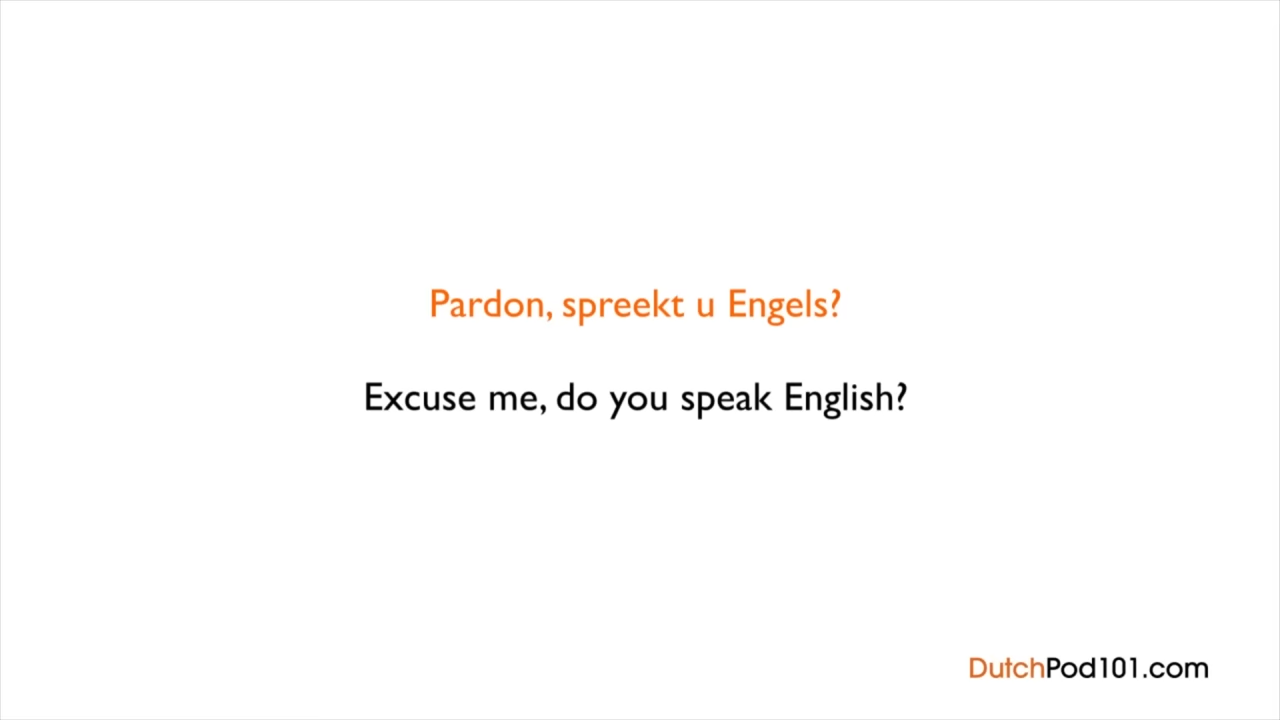 Pardon, spreekt u Engels?
Excuse me, do you speak English?
DutchPod101.com